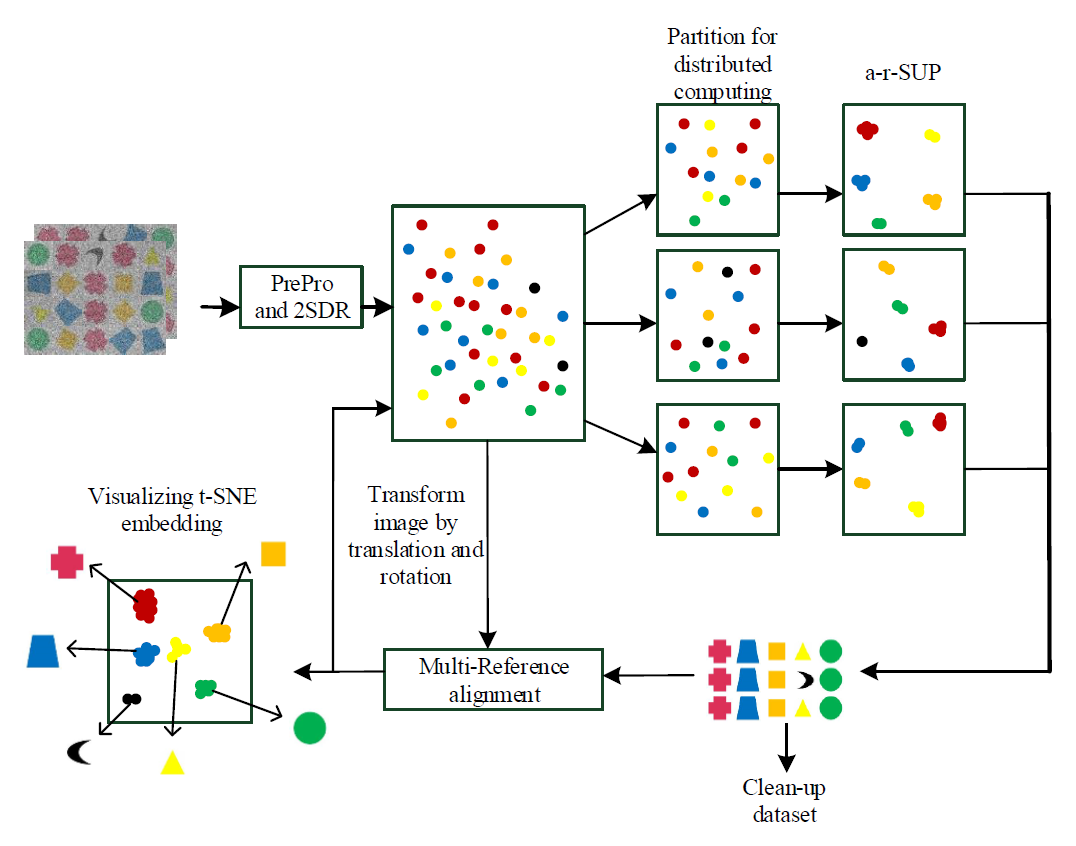 Partition for
distributed
computing
a-r-SUP
PrePro
and 2SDR
Visualizing t-SNE
embedding
Transform
image by
translation and
rotation
Multi-Reference
alignment
Clean-up
dataset